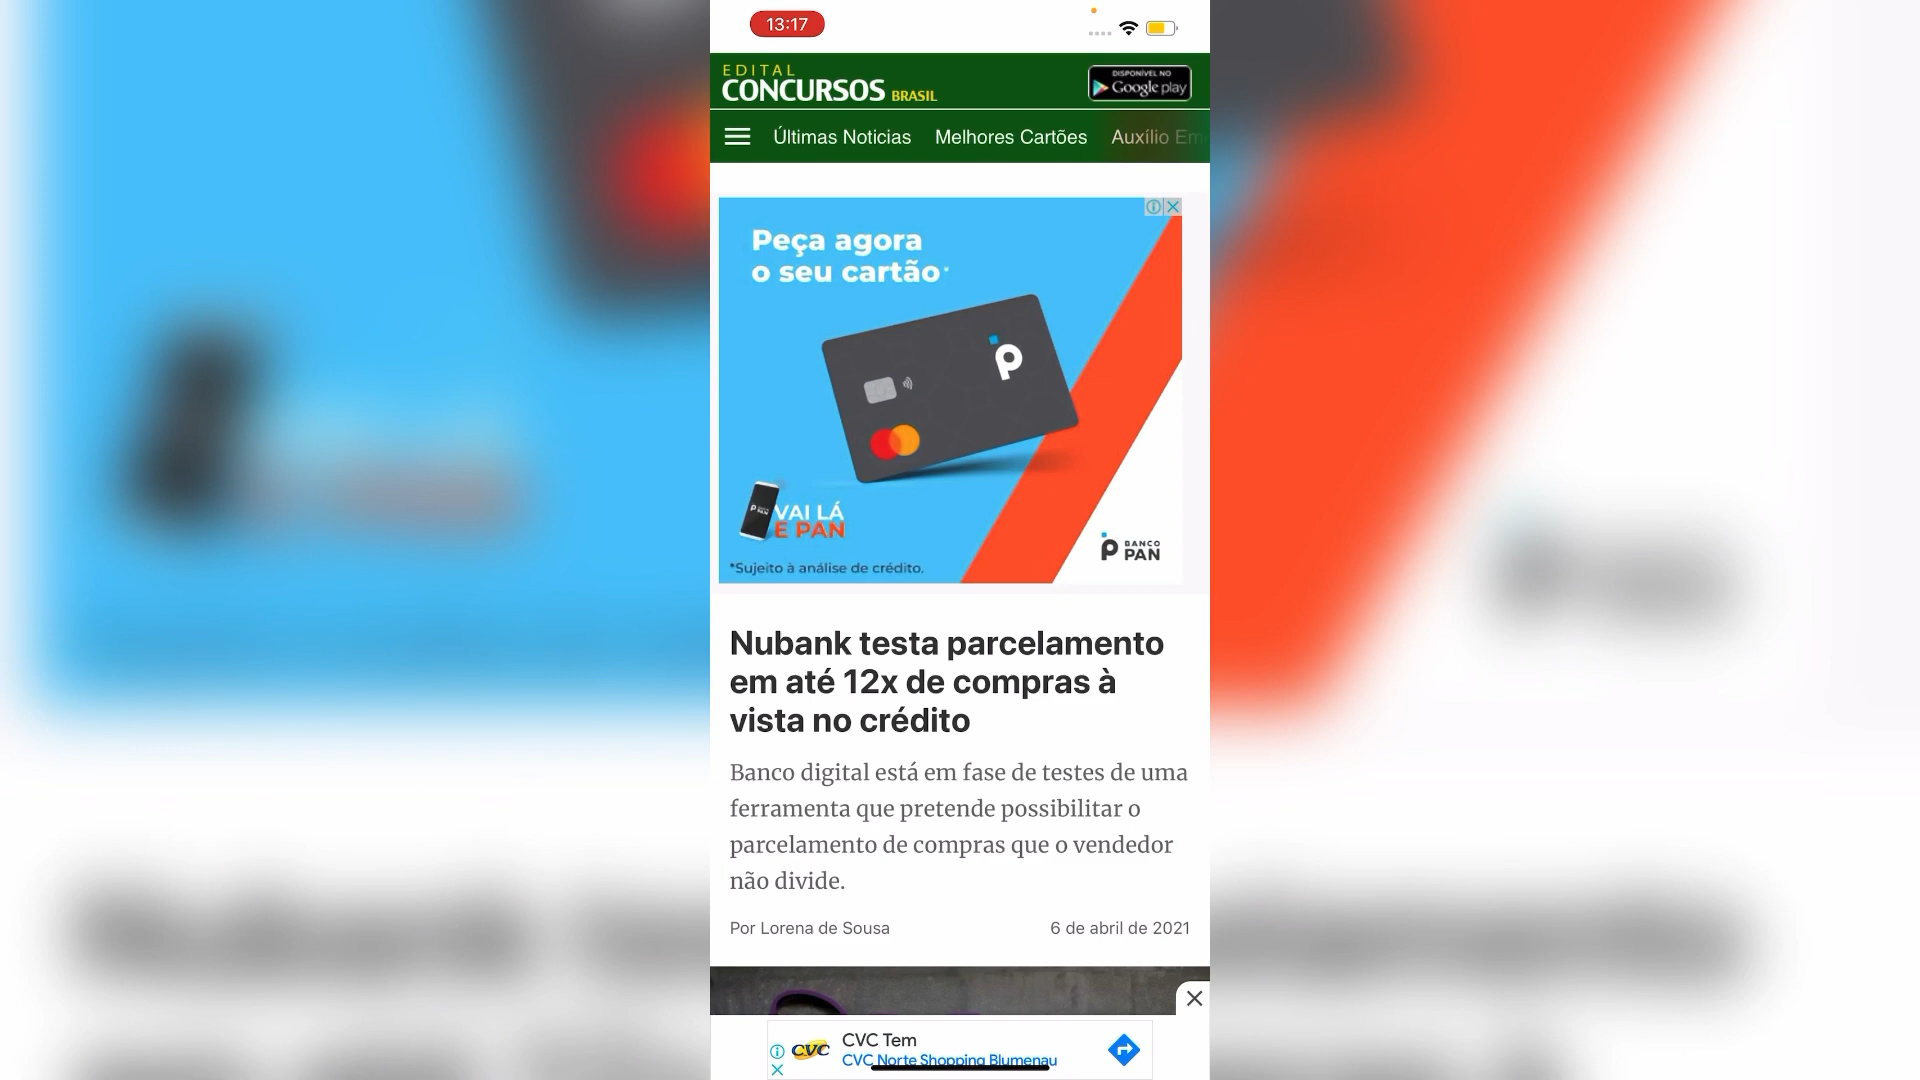 13:17
EDITAL
CONCURSOS BRASIL
DISPONÍVEL NO
Google play
Últimas Noticias Melhores Cartões Auxílio Em
Peça agora
o seu cartão*
VAI LÁ
E PAN
BANCO
PAN
*Sujeito à análise de crédito.
Nubank testa parcelamento
em até 12x de compras à
vista no crédito
Banco digital está em fase de testes de uma
ferramenta que pretende possibilitar o
parcelamento de compras que o vendedor
não divide.
Por Lorena de Sousa 6 de abril de 2021
CVC
CVC Tem
CVC Norte Shopping Blumenau